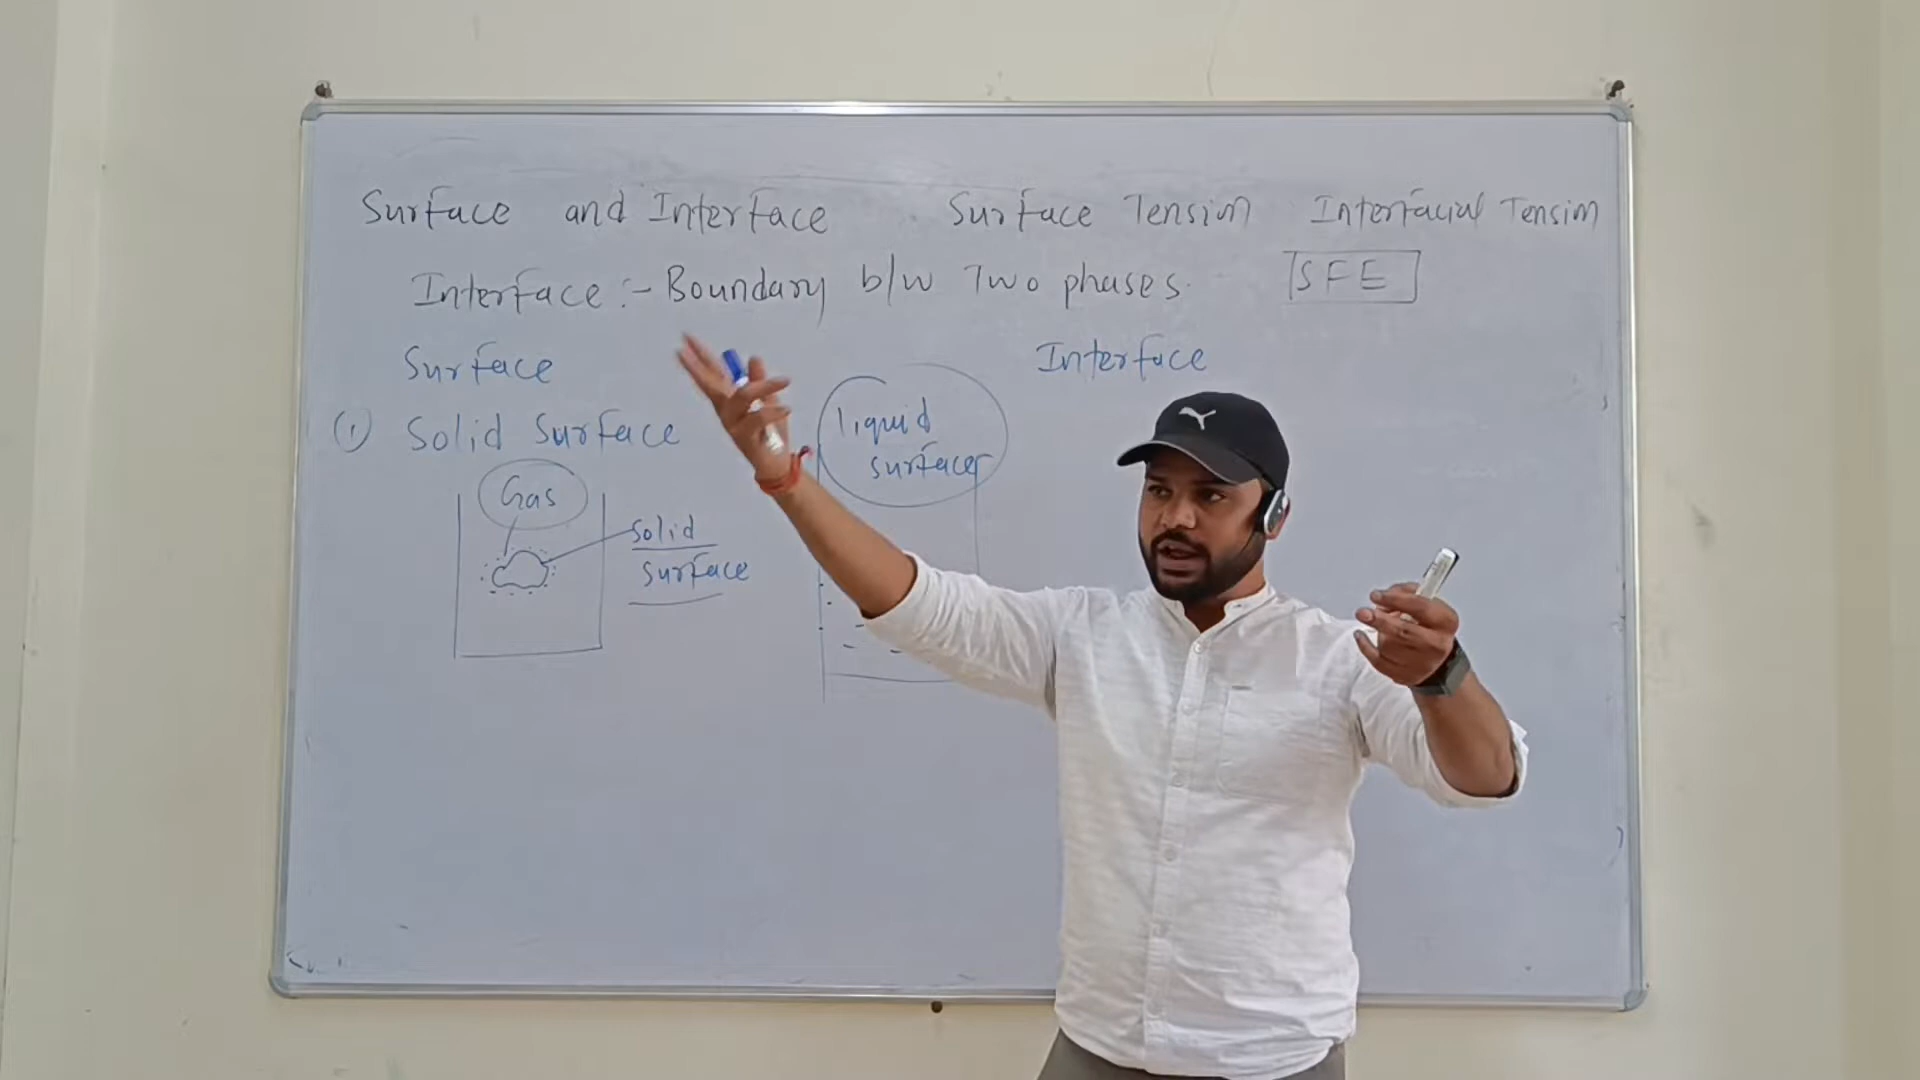 Surface and Interface Surface Tension Interfacial Tension
Interface :- Boundary b/w Two phases.
SFE
Surface
Interface
(1) Solid Surface
liquid
surface
Gas
Solid
surface